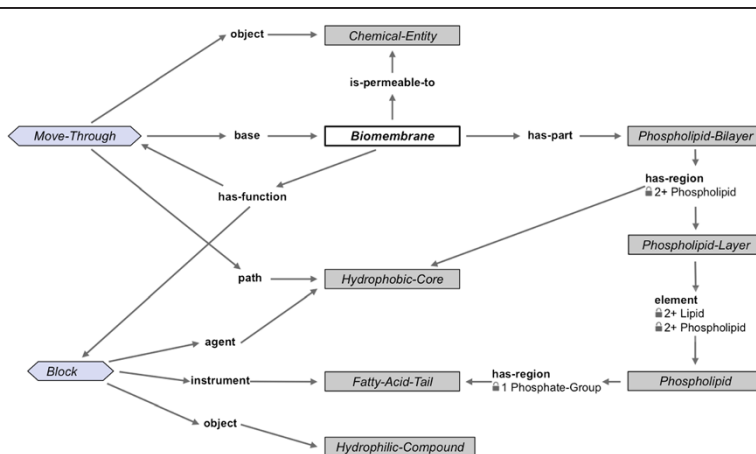 object
Chemical-Entity
is-permeable-to
Move-Through
base
Biomembrane
has-part
Phospholipid-Bilayer
has-function
has-region
2+ Phospholipid
Phospholipid-Layer
path
Hydrophobic-Core
element
2+ Lipid
2+ Phospholipid
agent
Block
instrument
Fatty-Acid-Tail
has-region
1 Phosphate-Group
Phospholipid
object
Hydrophilic-Compound